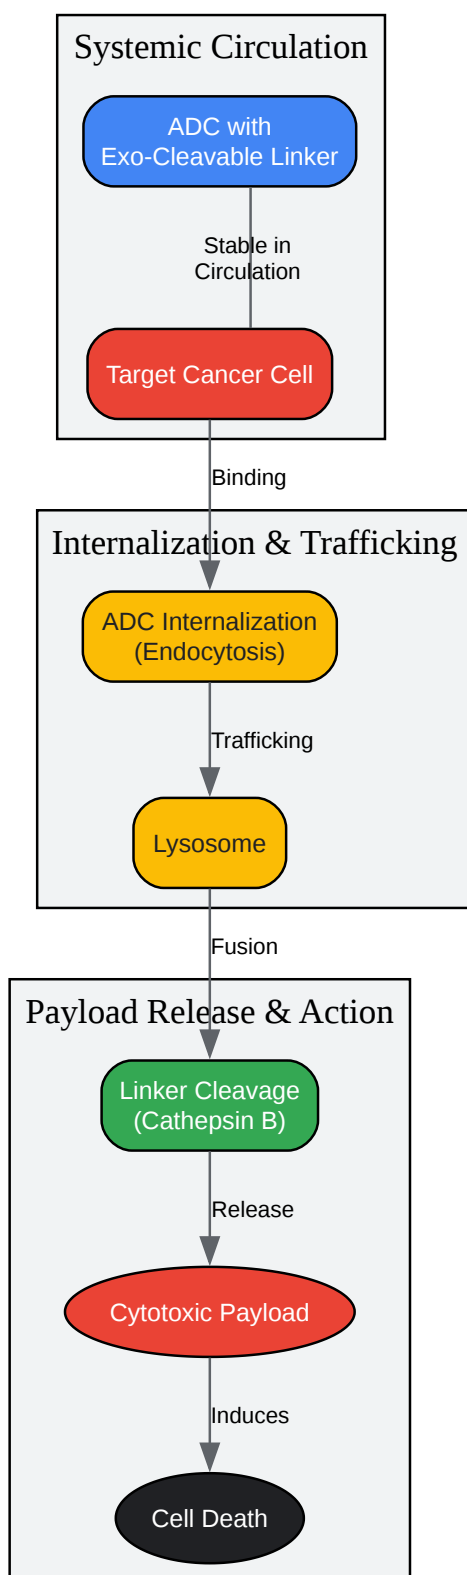 Systemic Circulation
ADC with
Exo-Cleavable Linker
Stable in
Circulation
Target Cancer Cell
Binding
Internalization & Trafficking
ADC Internalization
(Endocytosis)
Trafficking
Lysosome
Fusion
Payload Release & Action
Linker Cleavage
(Cathepsin B)
Release
Cytotoxic Payload
Induces
Cell Death